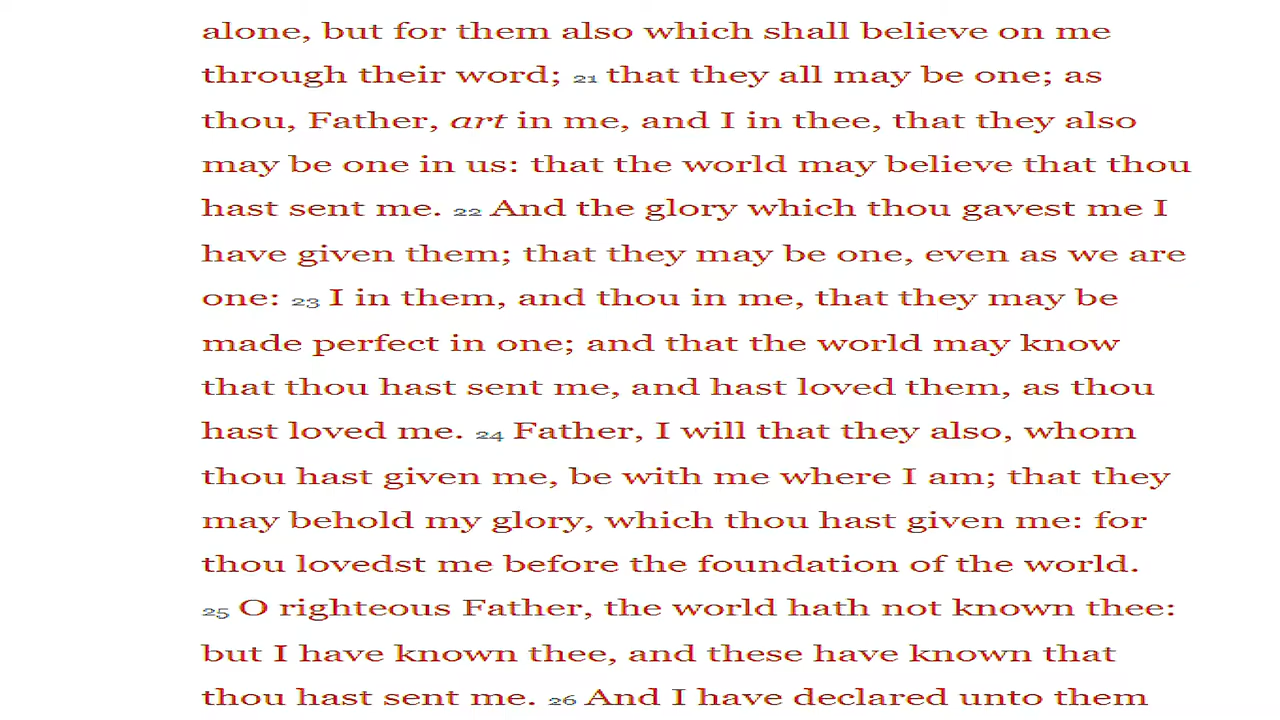 alone, but for them also which shall believe on me
through their word; 21 that they all may be one; as
thou, Father, art in me, and I in thee, that they also
may be one in us: that the world may believe that thou
hast sent me. 22 And the glory which thou gavest me I
have given them; that they may be one, even as we are
one: 23 I in them, and thou in me, that they may be
made perfect in one; and that the world may know
that thou hast sent me, and hast loved them, as thou
hast loved me. 24 Father, I will that they also, whom
thou hast given me, be with me where I am; that they
may behold my glory, which thou hast given me: for
thou lovedst me before the foundation of the world.
25 O righteous Father, the world hath not known thee:
but I have known thee, and these have known that
thou hast sent me. 26 And I have declared unto them